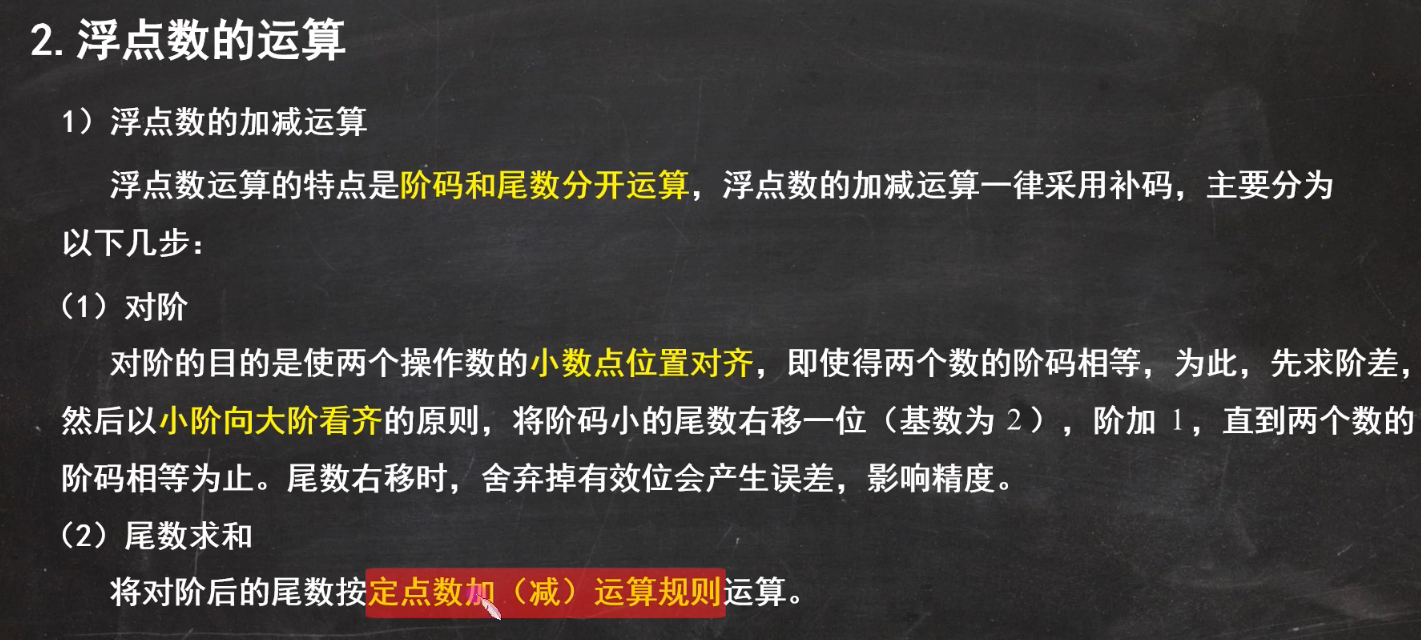 2. 浮点数的运算
1）浮点数的加减运算
浮点数运算的特点是阶码和尾数分开运算，浮点数的加减运算一律采用补码，主要分为
以下几步：
（1）对阶
对阶的目的是使两个操作数的小数点位置对齐，即使得两个数的阶码相等，为此，先求阶差，
然后以小阶向大阶看齐的原则，将阶码小的尾数右移一位（基数为 2），阶加 1，直到两个数的
阶码相等为止。尾数右移时，舍弃掉有效位会产生误差，影响精度。
（2）尾数求和
将对阶后的尾数按定点数加（减）运算规则运算。